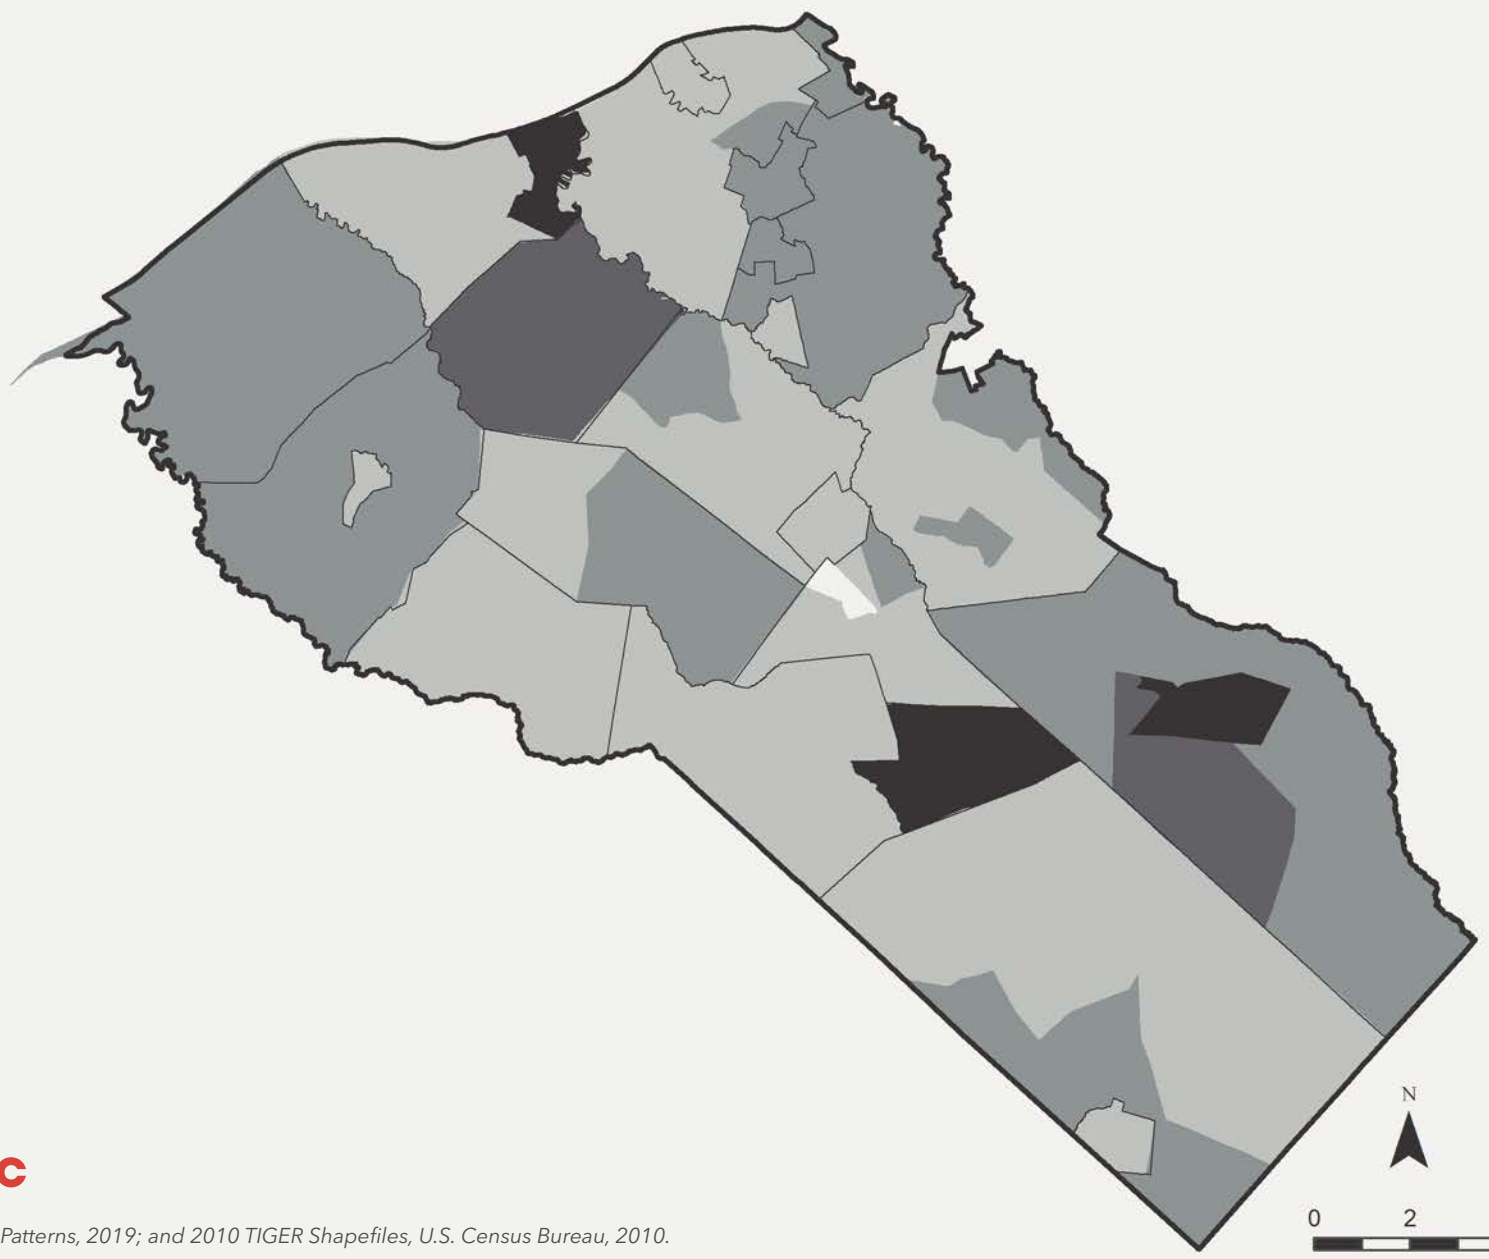 N
0 2
c
Patterns, 2019; and 2010 TIGER Shapefiles, U.S. Census Bureau, 2010.